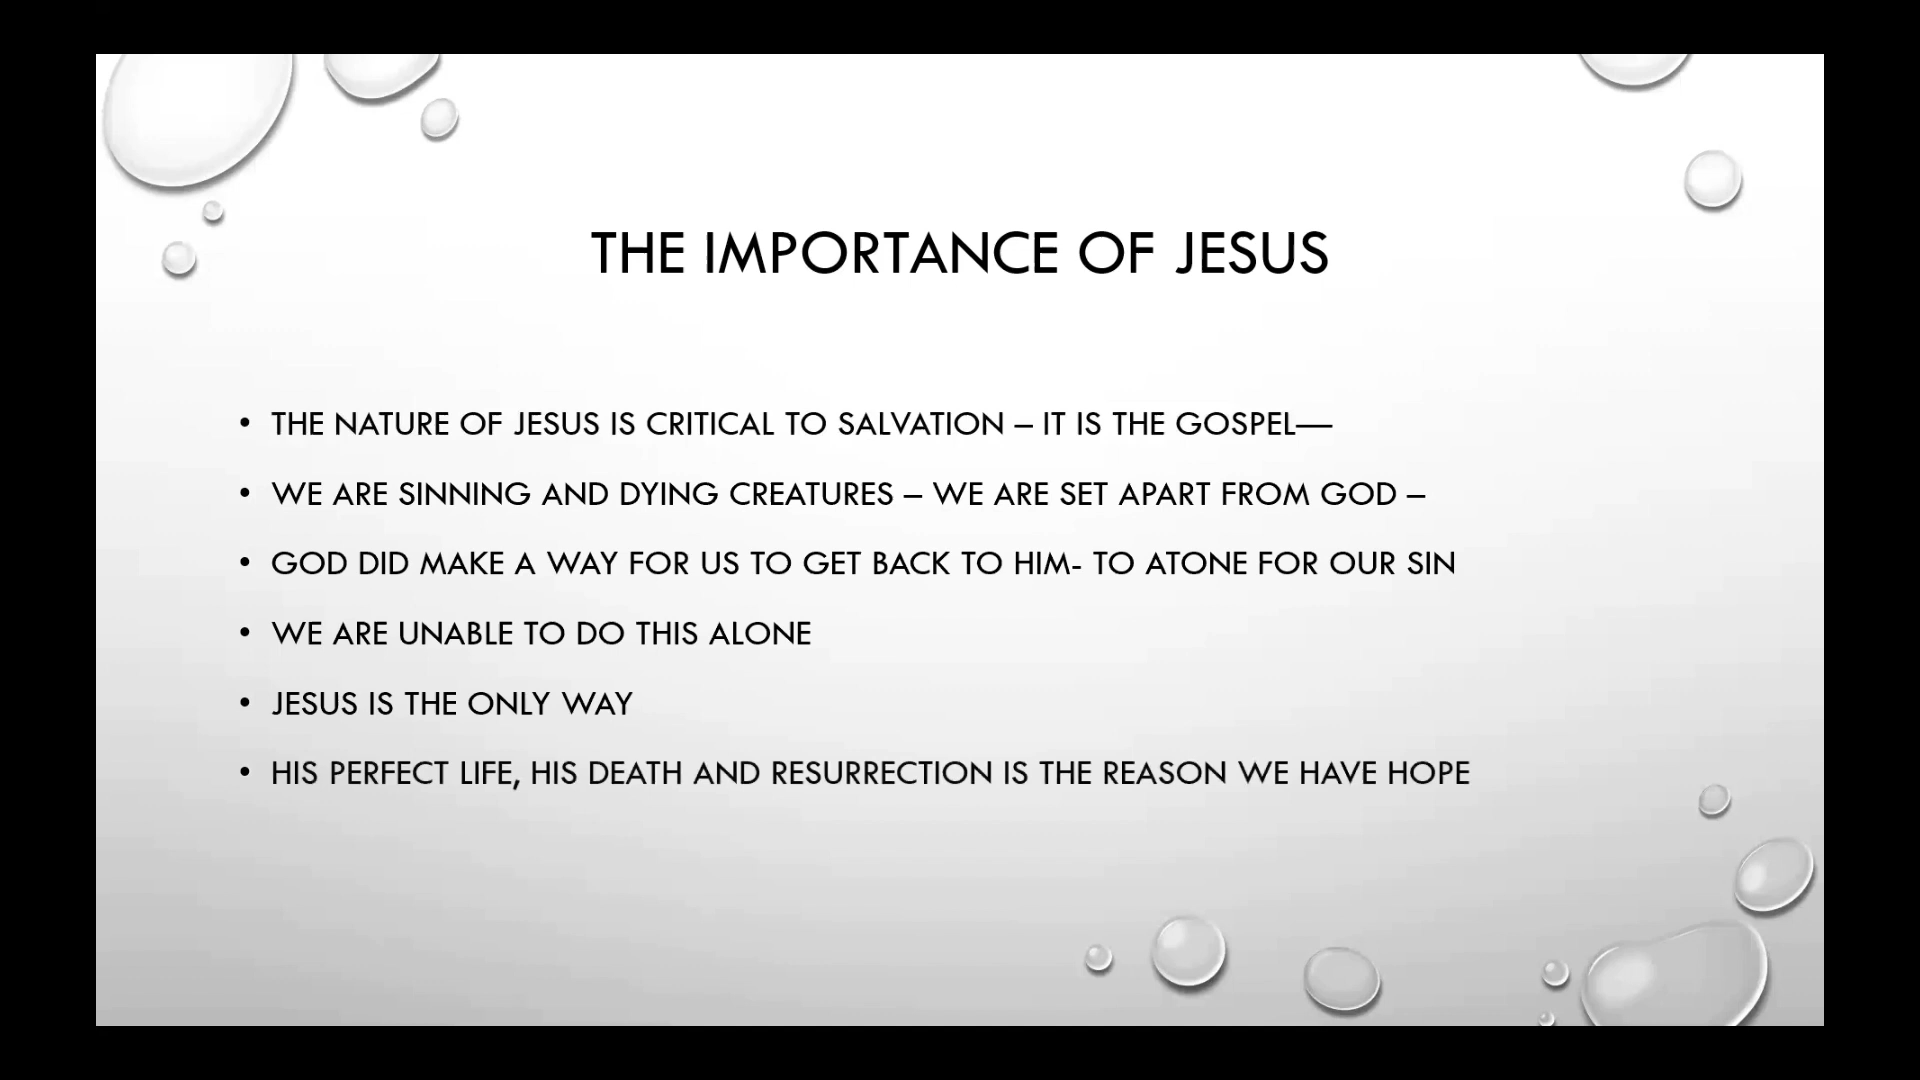 THE IMPORTANCE OF JESUS
• THE NATURE OF JESUS IS CRITICAL TO SALVATION – IT IS THE GOSPEL—
• WE ARE SINNING AND DYING CREATURES – WE ARE SET APART FROM GOD –
• GOD DID MAKE A WAY FOR US TO GET BACK TO HIM- TO ATONE FOR OUR SIN
• WE ARE UNABLE TO DO THIS ALONE
• JESUS IS THE ONLY WAY
• HIS PERFECT LIFE, HIS DEATH AND RESURRECTION IS THE REASON WE HAVE HOPE